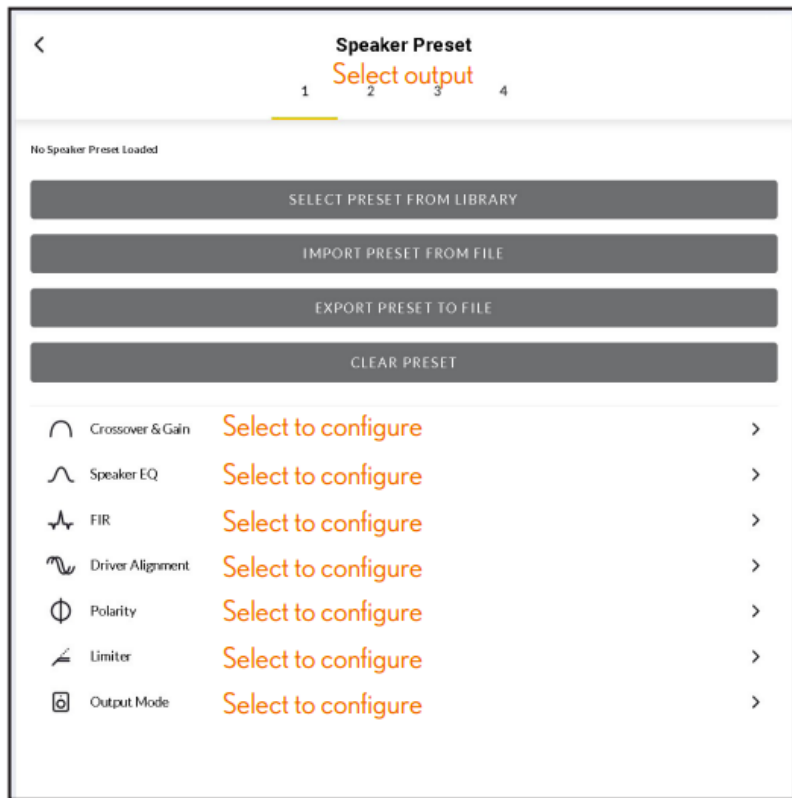 Speaker Preset
Select output
1 2 3 4
No Speaker Preset Loaded
SELECT PRESET FROM LIBRARY
IMPORT PRESET FROM FILE
EXPORT PRESET TO FILE
CLEAR PRESET
Crossover & Gain Select to configure
Speaker EQ Select to configure
FIR Select to configure
Driver Alignment Select to configure
Polarity Select to configure
Limiter Select to configure
Output Mode Select to configure